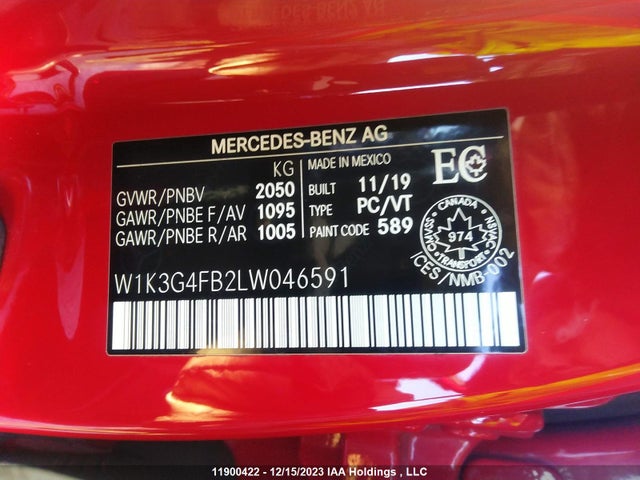 MERCEDES-BENZ AG
KG
GVWR/PNBV 2050
GAWR/PNBE F/AV 1095
GAWR/PNBE R/AR 1005
MADE IN MEXICO
BUILT 11/19
TYPE PC/VT
PAINT CODE 589
EC
CANADA
974
TRANSPORT
ICES/NMB-002
W1K3G4FB2LW046591
11900422 - 12/15/2023 IAA Holdings , LLC